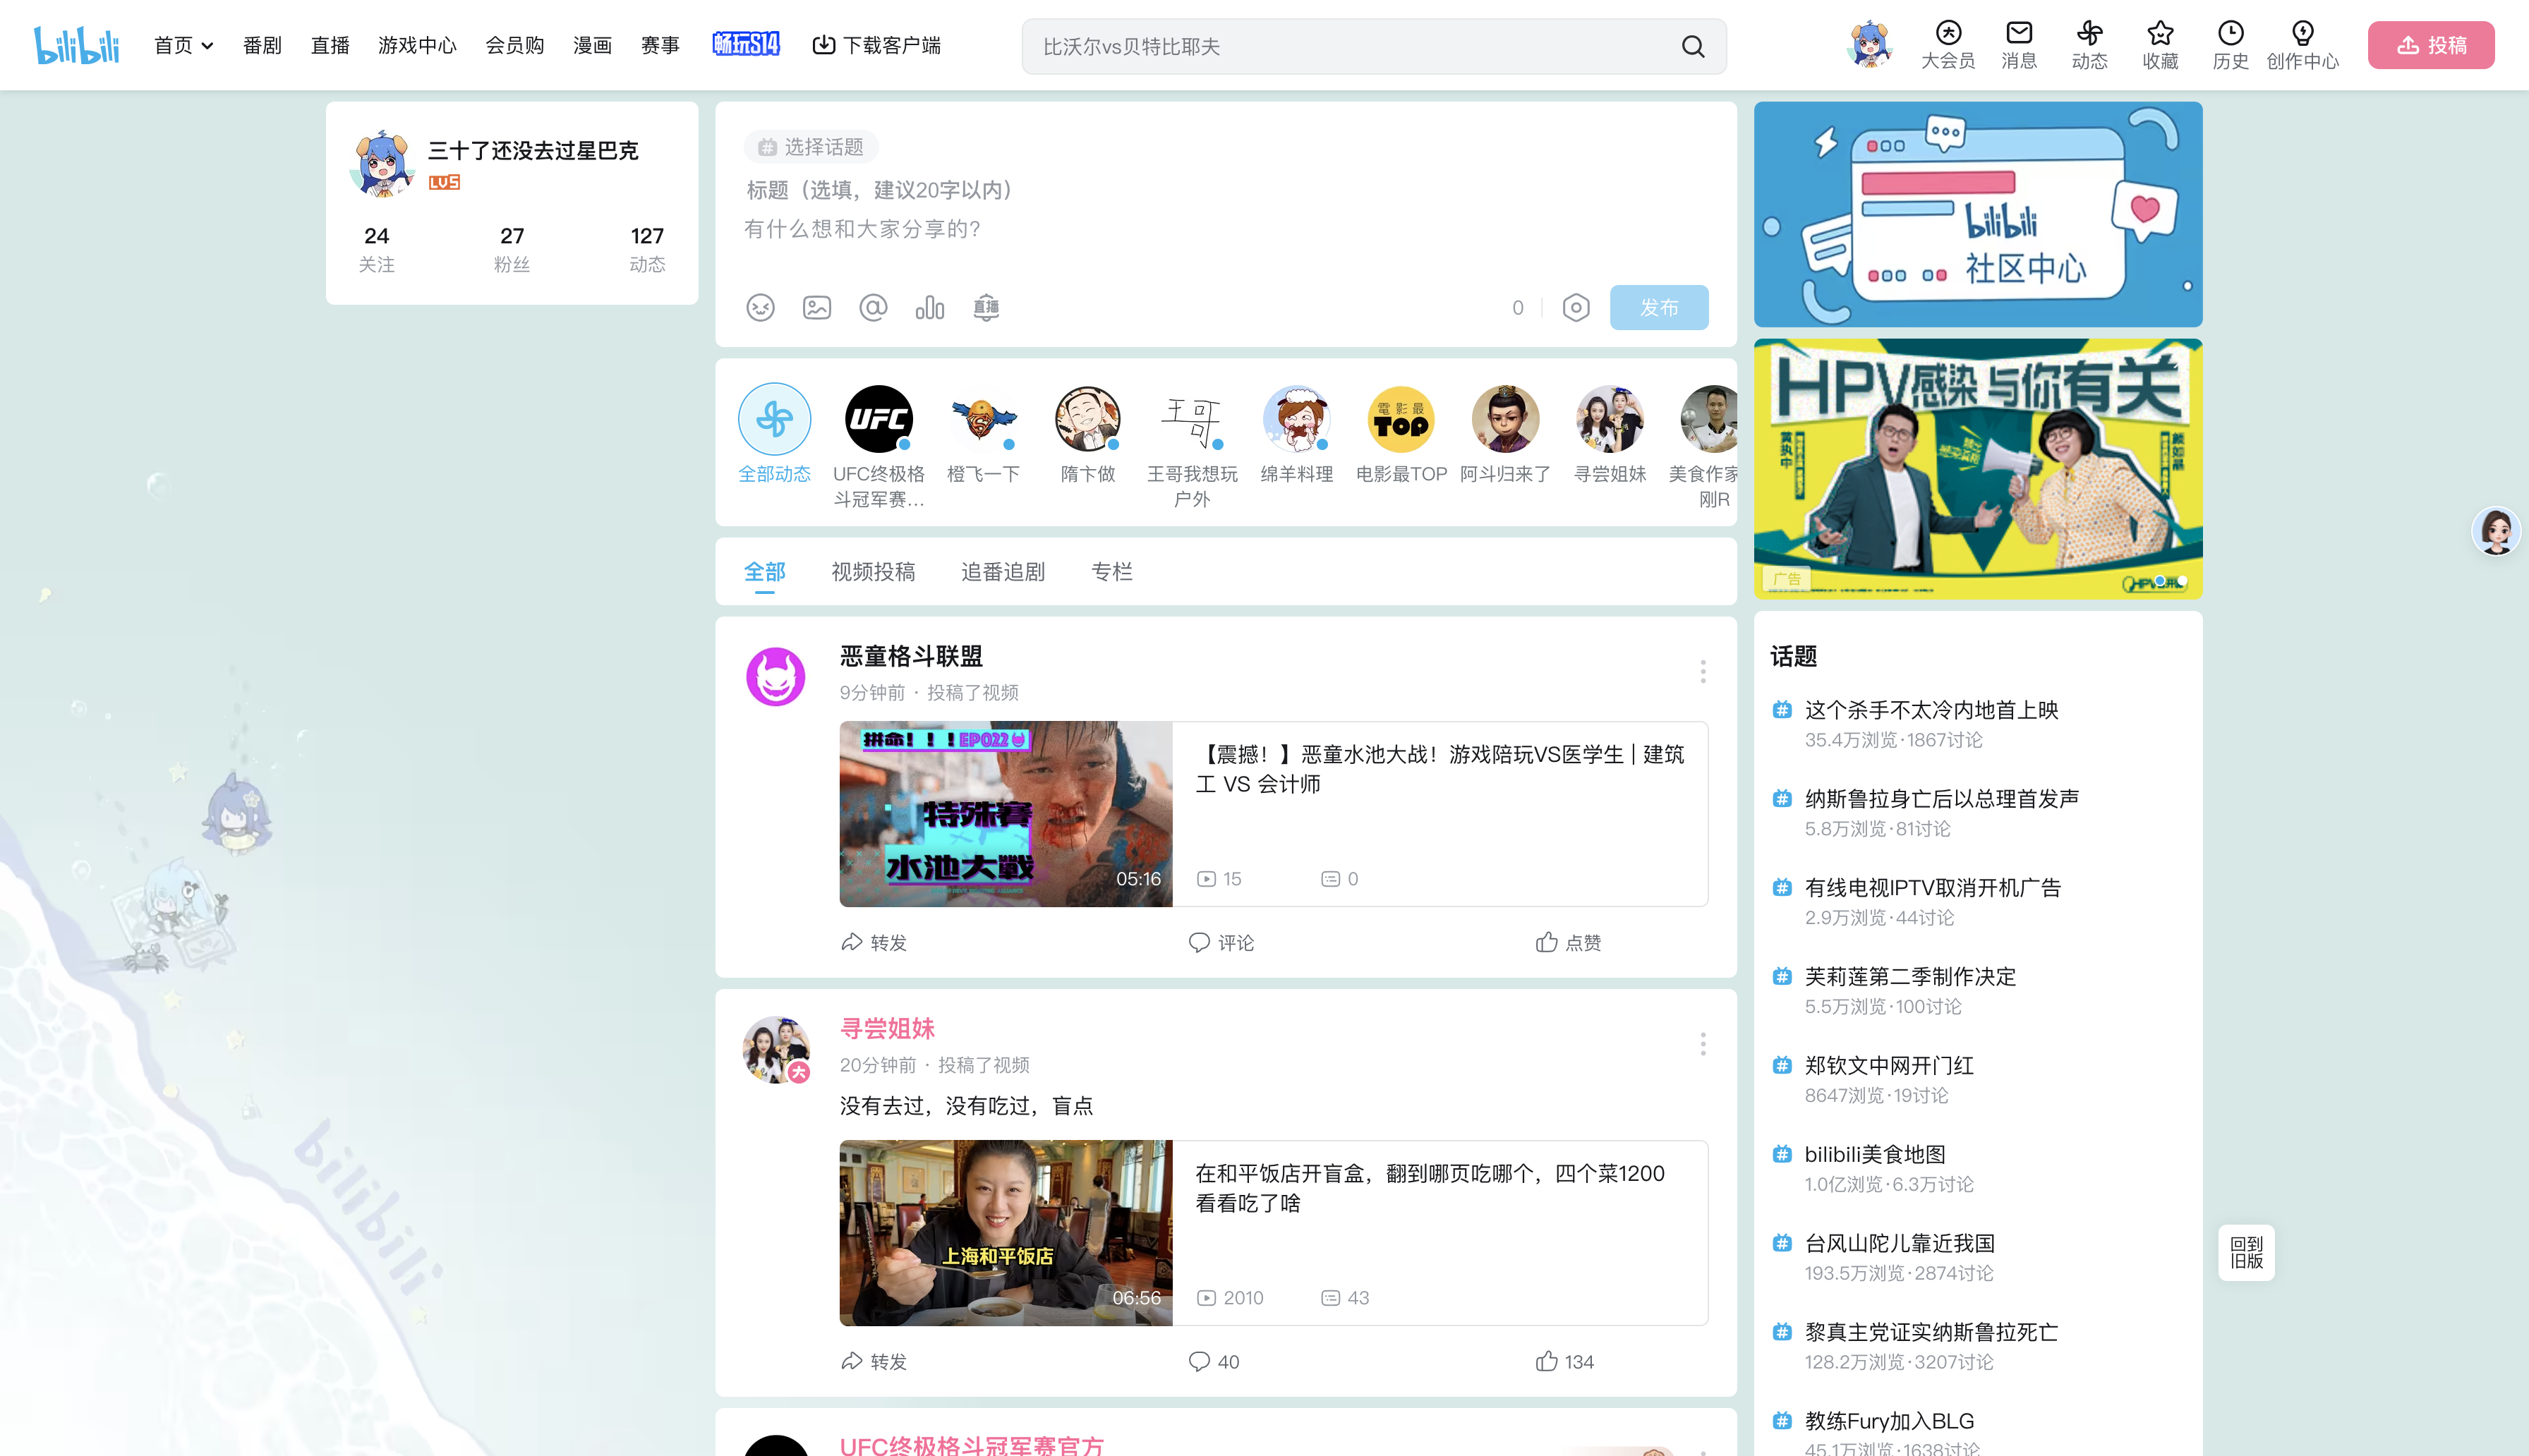 bilibili
首页
番剧
直播
游戏中心
会员购
漫画
赛事
畅玩S14
下载客户端
比沃尔vs贝特比耶夫
大会员
消息
动态
收藏
历史
创作中心
投稿
三十了还没去过星巴克
LV5
24
关注
27
粉丝
127
动态
选择话题
标题（选填，建议20字以内）
有什么想和大家分享的?
直播
0
发布
全部动态
UFC
UFC终极格
斗冠军赛...
橙飞一下
隋卞做
王哥
王哥我想玩
户外
绵羊料理
電影最
TOP
电影最TOP
阿斗归来了
寻尝姐妹
美食作家
刚R
全部
视频投稿
追番追剧
专栏
恶童格斗联盟
9分钟前 · 投稿了视频
拼命！！！EP022
特殊赛
水池大戰
05:16
【震撼！】恶童水池大战！游戏陪玩VS医学生 | 建筑
工 VS 会计师
15
0
转发
评论
点赞
寻尝姐妹
大
20分钟前 · 投稿了视频
没有去过，没有吃过，盲点
上海和平饭店
06:56
在和平饭店开盲盒，翻到哪页吃哪个，四个菜1200
看看吃了啥
2010
43
转发
40
134
UFC终极格斗冠军赛官方
bilibili
社区中心
HPV感染 与你有关
黄执中
广告
话题
这个杀手不太冷内地首上映
35.4万浏览·1867讨论
纳斯鲁拉身亡后以总理首发声
5.8万浏览·81讨论
有线电视IPTV取消开机广告
2.9万浏览·44讨论
芙莉莲第二季制作决定
5.5万浏览·100讨论
郑钦文中网开门红
8647浏览·19讨论
bilibili美食地图
1.0亿浏览·6.3万讨论
台风山陀儿靠近我国
193.5万浏览·2874讨论
黎真主党证实纳斯鲁拉死亡
128.2万浏览·3207讨论
教练Fury加入BLG
45.1万浏览·1638讨论
回到
旧版
bilibili